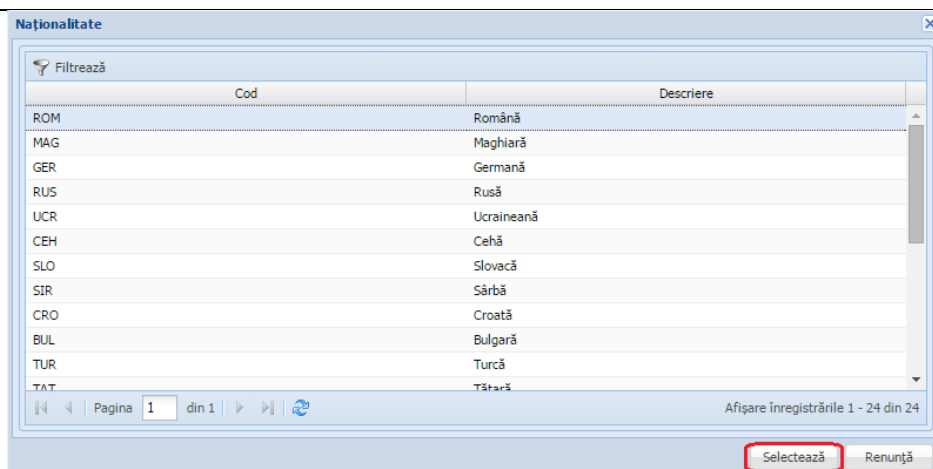 Naționalitate
Filtrează
Cod Descriere
ROM Română
MAG Maghiară
GER Germană
RUS Rusă
UCR Ucraineană
CEH Cehă
SLO Slovacă
SIR Sârbă
CRO Croată
BUL Bulgară
TUR Turcă
TAT Tătară
Pagina 1 din 1 Afișare înregistrările 1 - 24 din 24
Selectează Renunță